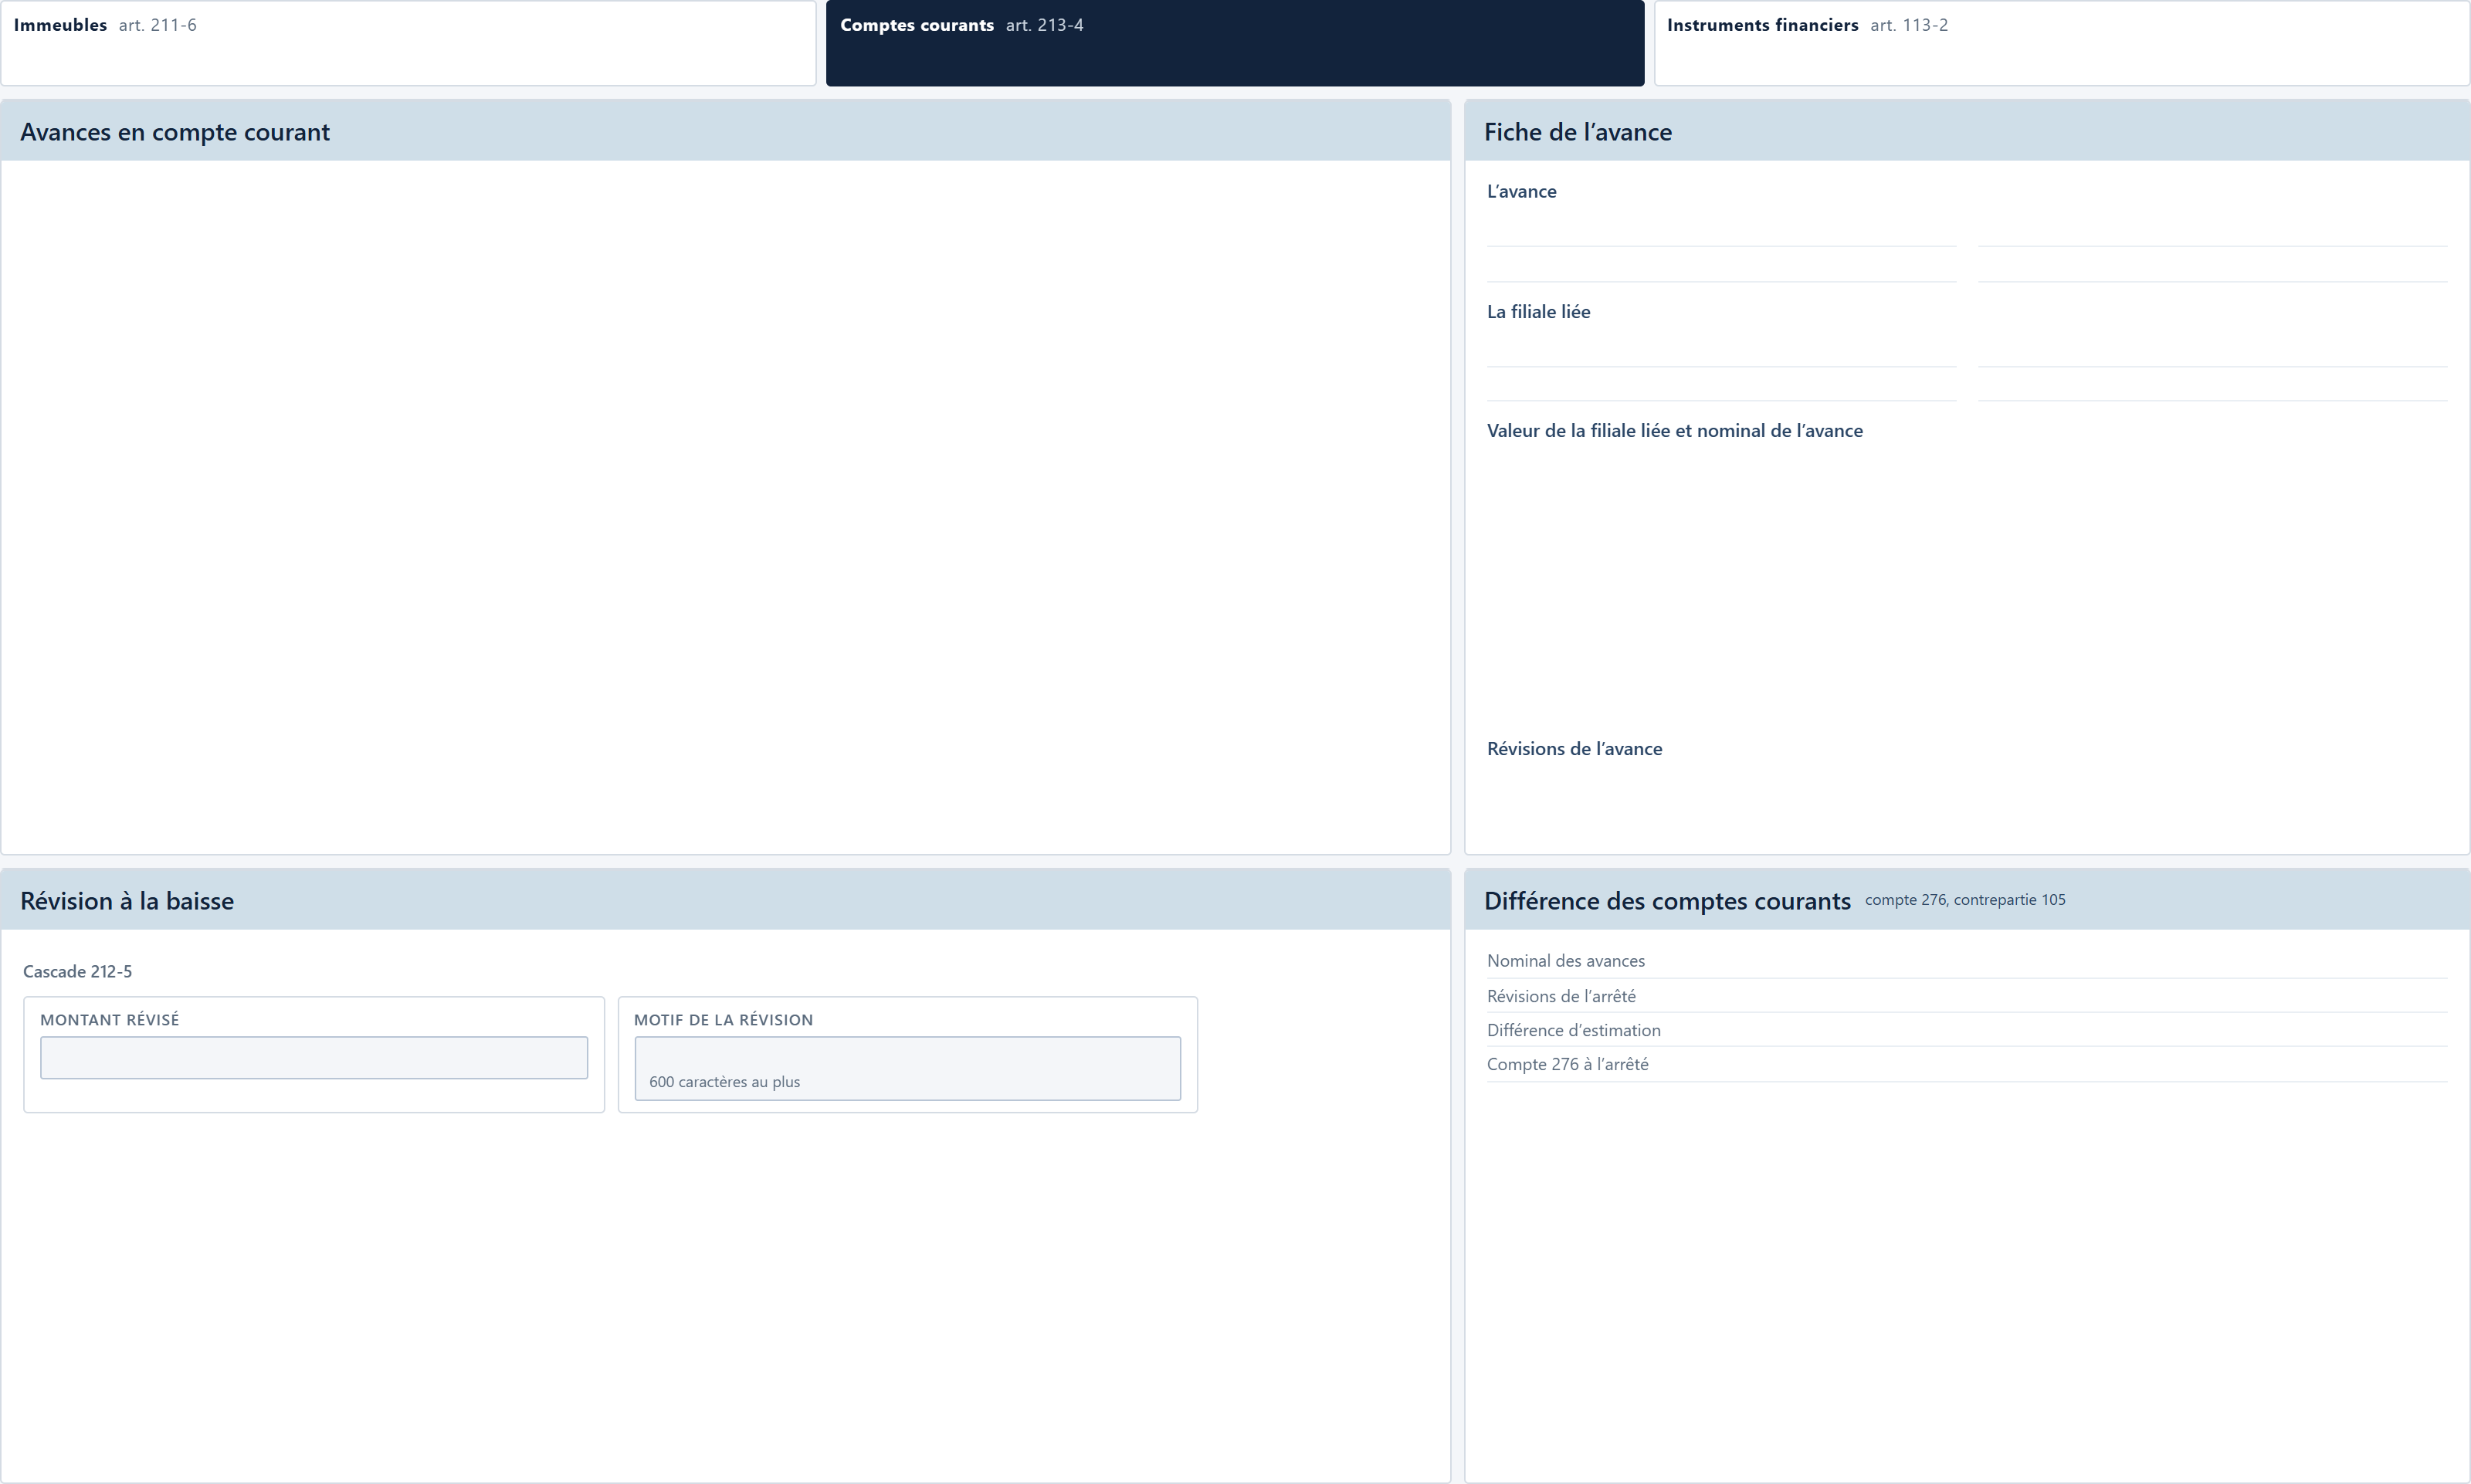 Immeubles art. 211-6
Comptes courants art. 213-4
Instruments financiers art. 113-2
Avances en compte courant
Fiche de l’avance
L’avance
La filiale liée
Valeur de la filiale liée et nominal de l’avance
Révisions de l’avance
Révision à la baisse
Cascade 212-5
MONTANT RÉVISÉ
MOTIF DE LA RÉVISION
600 caractères au plus
Différence des comptes courants compte 276, contrepartie 105
Nominal des avances
Révisions de l’arrêté
Différence d’estimation
Compte 276 à l’arrêté